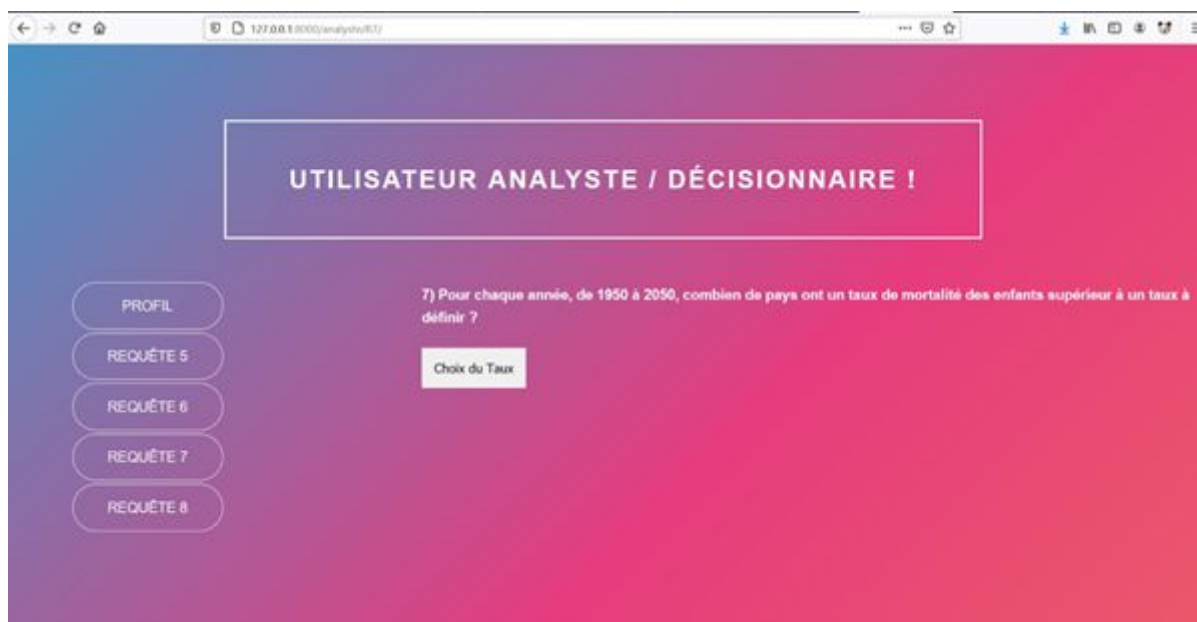 127.0.0.1:8000/analyste/R7/
UTILISATEUR ANALYSTE / DÉCISIONNAIRE !
PROFIL
REQUÊTE 5
REQUÊTE 6
REQUÊTE 7
REQUÊTE 8
7) Pour chaque année, de 1950 à 2050, combien de pays ont un taux de mortalité des enfants supérieur à un taux à
définir ?
Choix du Taux